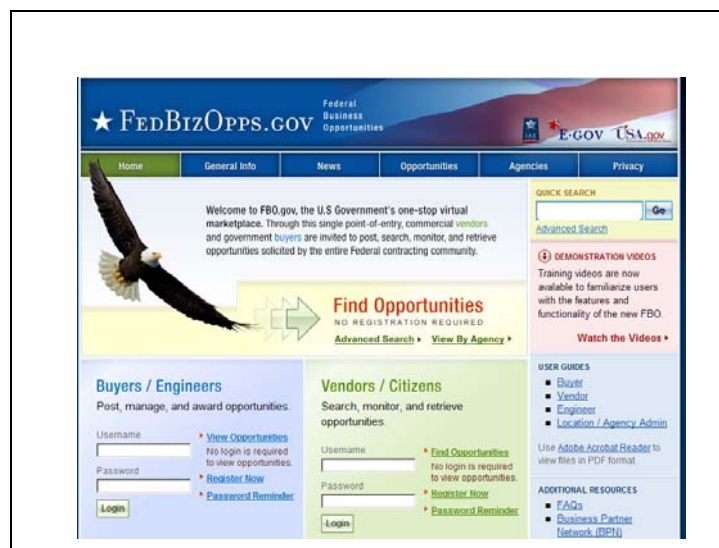 ★ FEDBIZOPPS.GOV
Federal
Business
Opportunities
IAE
E-GOV USA.gov
Home General Info News Opportunities Agencies Privacy
Welcome to FBO.gov, the U.S Government's one-stop virtual
marketplace. Through this single point-of-entry, commercial vendors
and government buyers are invited to post, search, monitor, and retrieve
opportunities solicited by the entire Federal contracting community.
Find Opportunities
NO REGISTRATION REQUIRED
Advanced Search View By Agency
QUICK SEARCH
Go
Advanced Search
DEMONSTRATION VIDEOS
Training videos are now
available to familiarize users
with the features and
functionality of the new FBO.
Watch the Videos
Buyers / Engineers
Post, manage, and award opportunities.
Username
Password
Login
View Opportunities
No login is required
to view opportunities.
Register Now
Password Reminder
Vendors / Citizens
Search, monitor, and retrieve
opportunities.
Username
Password
Login
Find Opportunities
No login is required
to view opportunities.
Register Now
Password Reminder
USER GUIDES
Buyer
Vendor
Engineer
Location / Agency Admin
Use Adobe Acrobat Reader to
view files in PDF format.
ADDITIONAL RESOURCES
FAQs
Business Partner
Network (BPN)